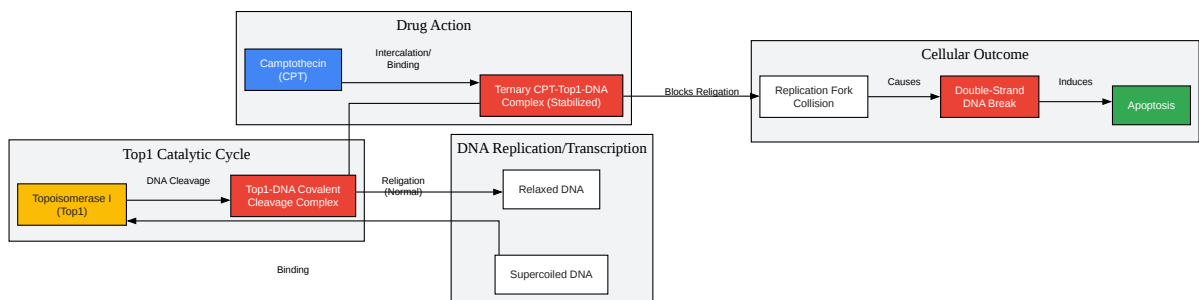 Drug Action
Camptothecin
(CPT)
Intercalation/
Binding
Ternary CPT-Top1-DNA
Complex (Stabilized)
Blocks Religation
Cellular Outcome
Replication Fork
Collision
Causes
Double-Strand
DNA Break
Induces
Apoptosis
Top1 Catalytic Cycle
Topoisomerase I
(Top1)
DNA Cleavage
Top1-DNA Covalent
Cleavage Complex
Religation
(Normal)
DNA Replication/Transcription
Relaxed DNA
Supercoiled DNA
Binding